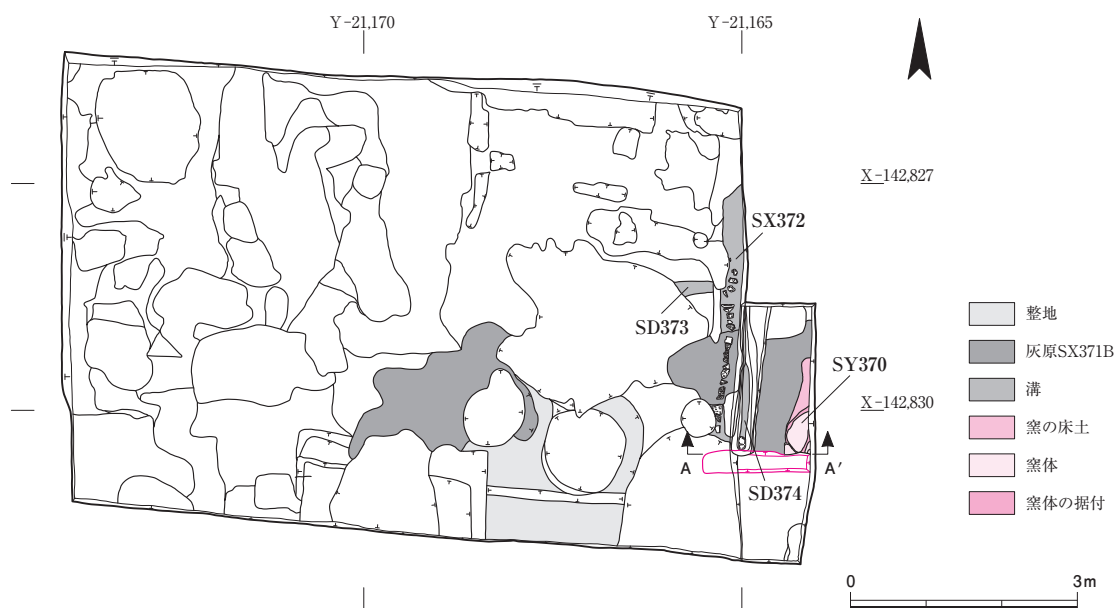 Y-21,170
Y-21,165
X-142,827
SX372
SD373
SY370
X-142,830
A
A′
SD374
整地
灰原SX371B
溝
窯の床土
窯体
窯体の据付
0
3m